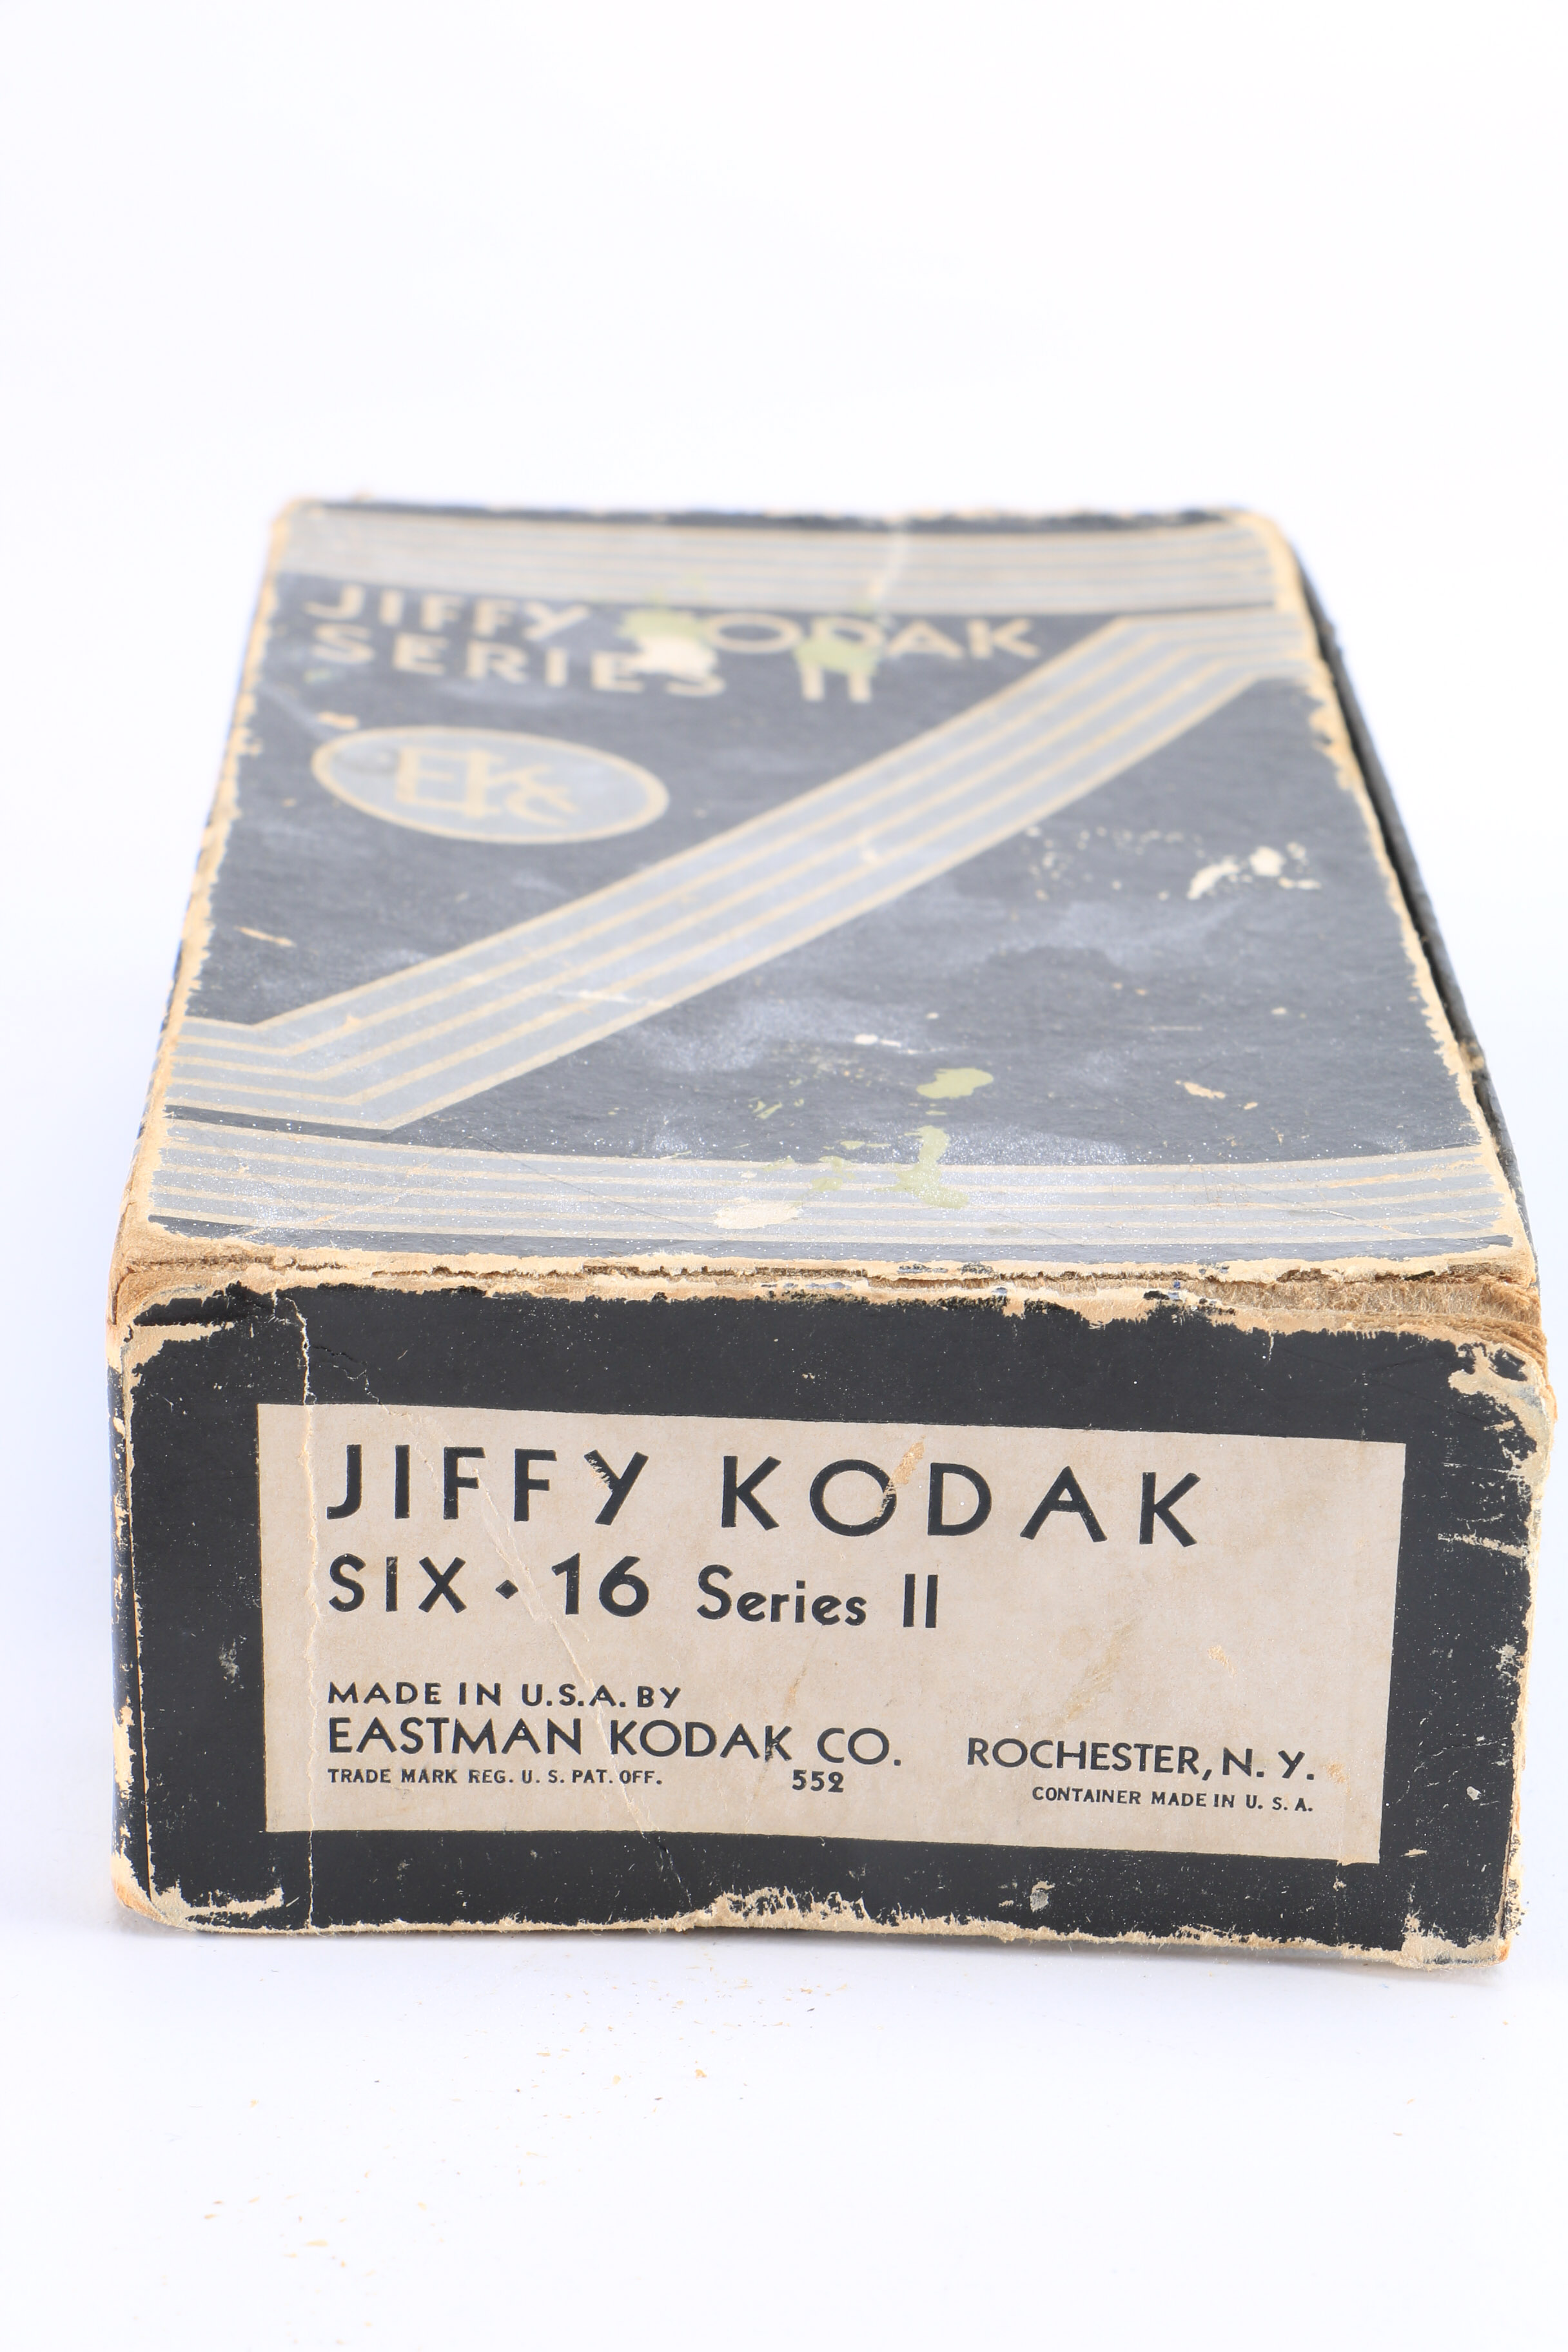 JIFFY KODAK
SERIES II
EKC
JIFFY KODAK
SIX • 16 Series II
MADE IN U.S.A. BY
EASTMAN KODAK CO. ROCHESTER, N. Y.
TRADE MARK REG. U. S. PAT. OFF. 552 CONTAINER MADE IN U. S. A.